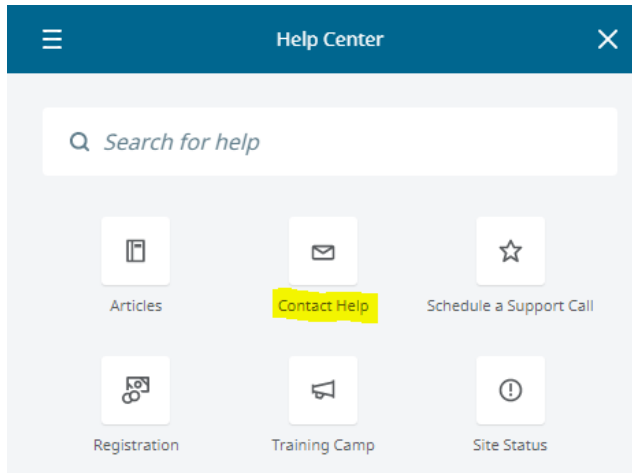 Help Center
Search for help
Articles
Contact Help
Schedule a Support Call
Registration
Training Camp
Site Status